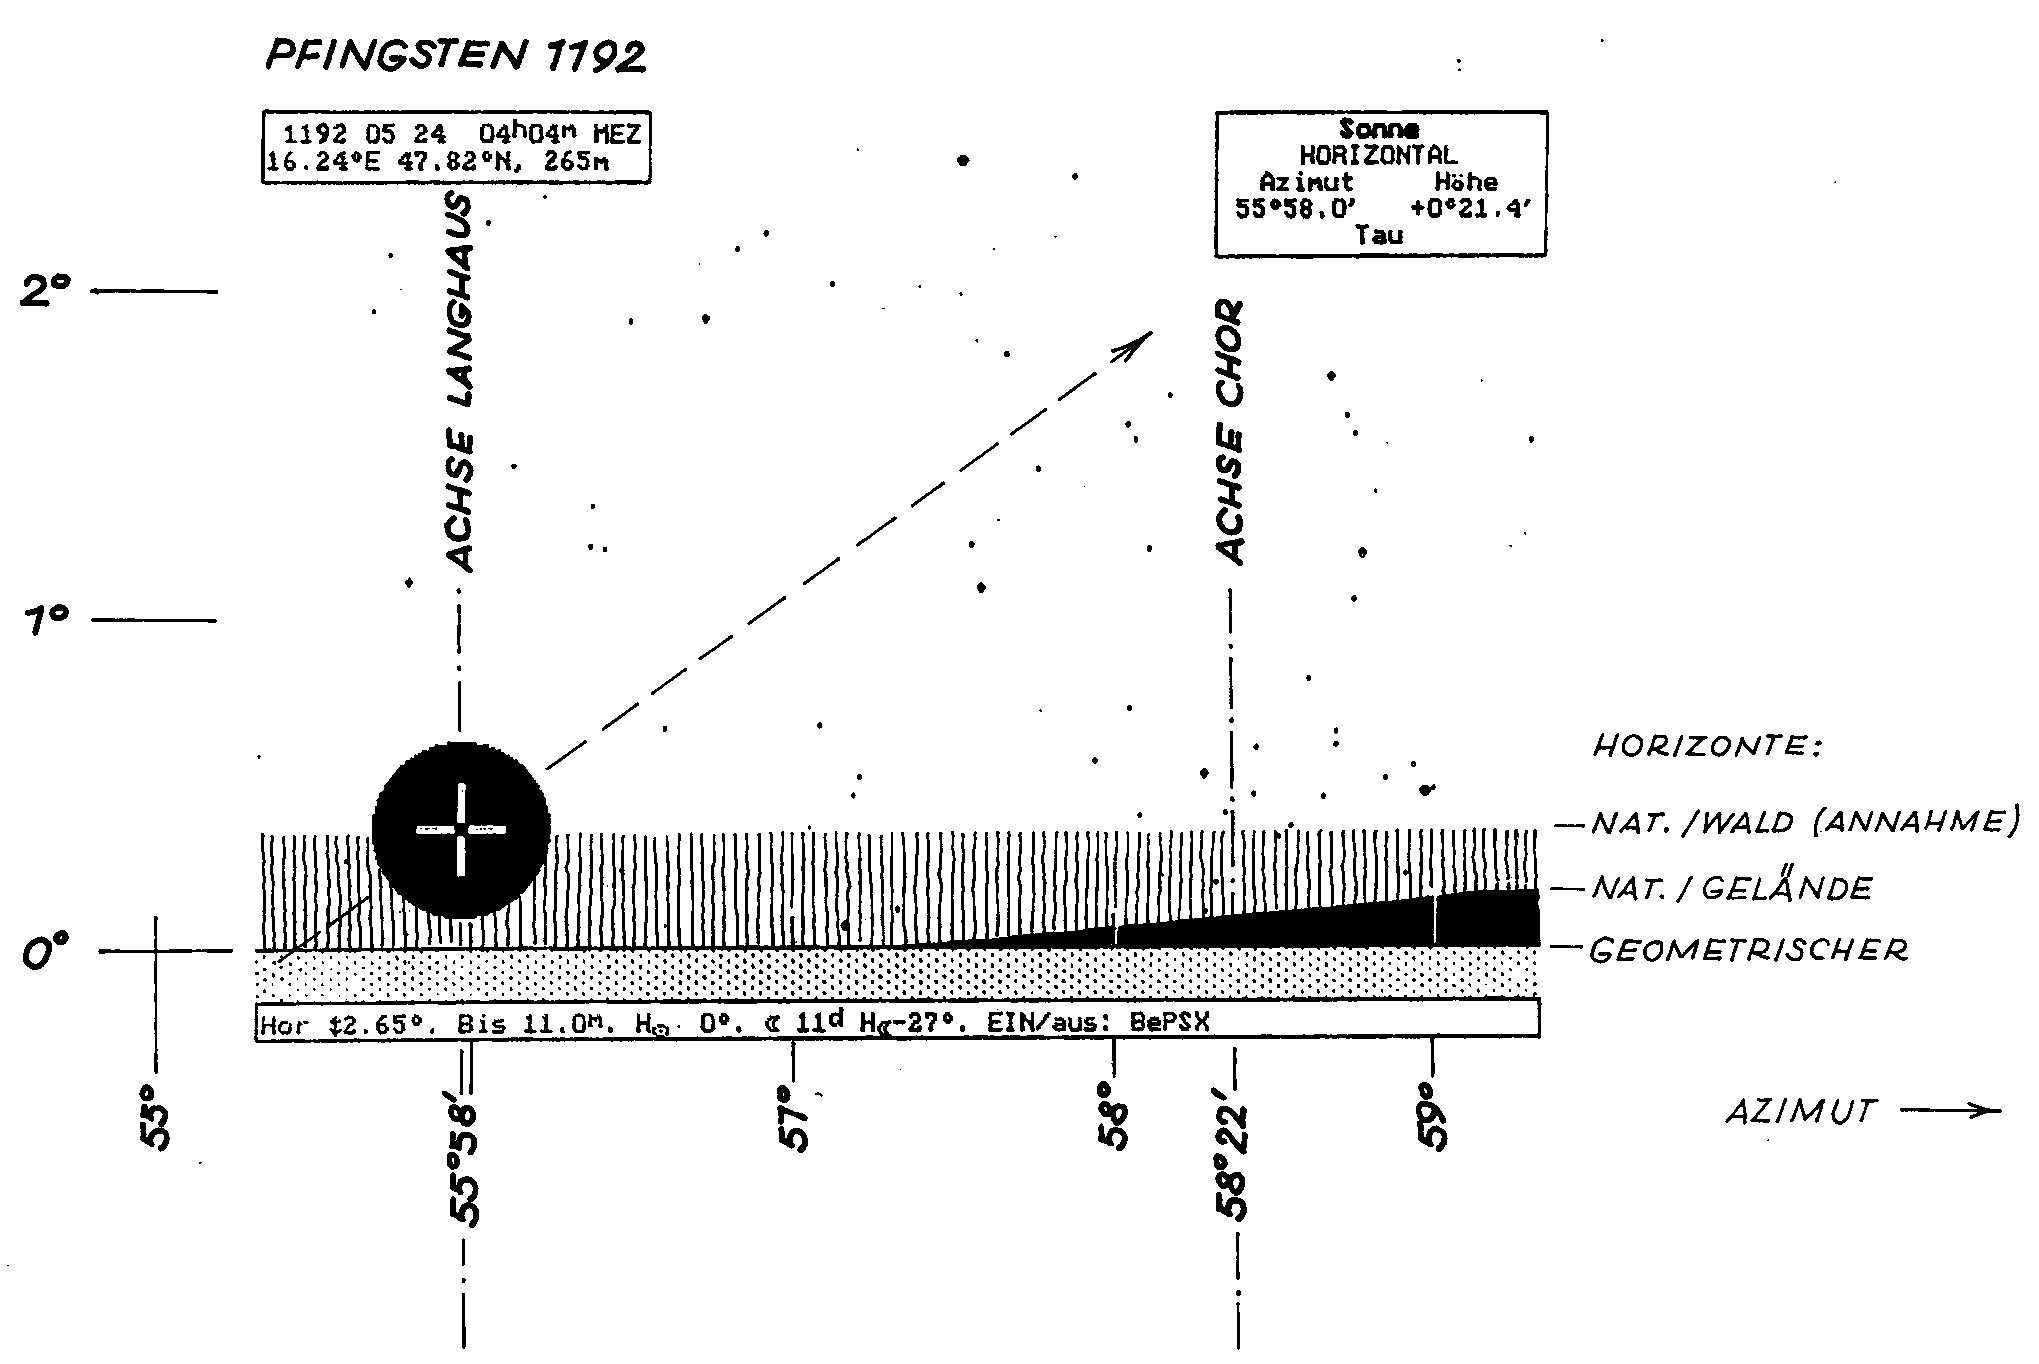 PFINGSTEN 1192
1192 05 24 04h04m MEZ
16.24°E 47.82°N, 265m
Sonne
HORIZONTAL
Azimut Höhe
55°58.0' +0°21.4'
Tau
ACHSE LANGHAUS
ACHSE CHOR
2°
1°
0°
HORIZONTE:
NAT. /WALD (ANNAHME)
NAT. / GELÄNDE
GEOMETRISCHER
Hor ‡2.65°. Bis 11.0m. H☉ 0°. ☾ 11d H☾-27°. EIN/aus: BePSX
55°
55°58'
57°
58°
58°22'
59°
AZIMUT